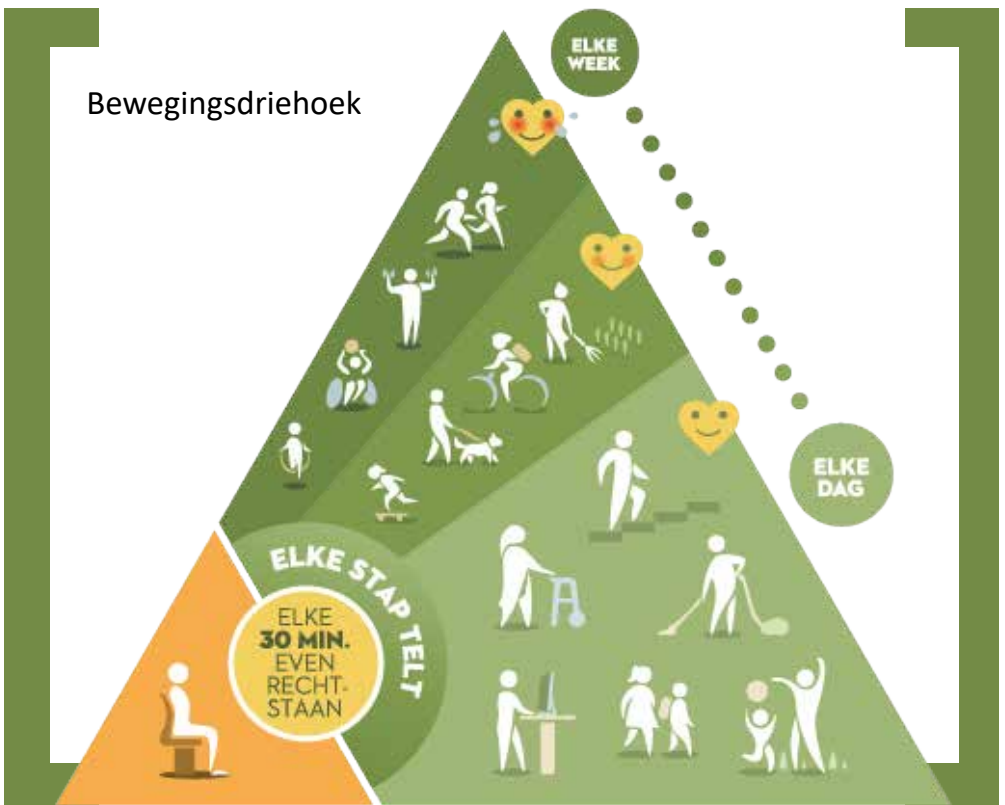 ELKE
WEEK
Bewegingsdriehoek
ELKE
DAG
ELKE STAP TELT
ELKE
30 MIN.
EVEN
RECHT-
STAAN